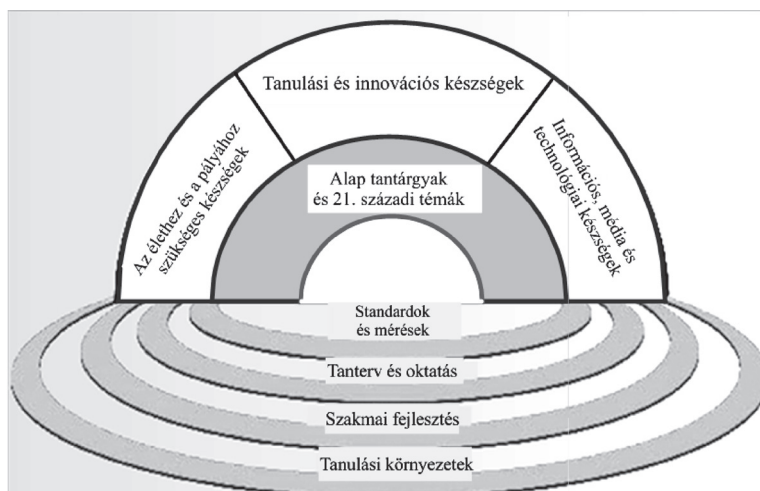 Tanulási és innovációs készségek
Az élethez és a pályához
szükséges készségek
Információs, média és
technológiai készségek
Alap tantárgyak
és 21. századi témák
Standardok
és mérések
Tanterv és oktatás
Szakmai fejlesztés
Tanulási környezetek